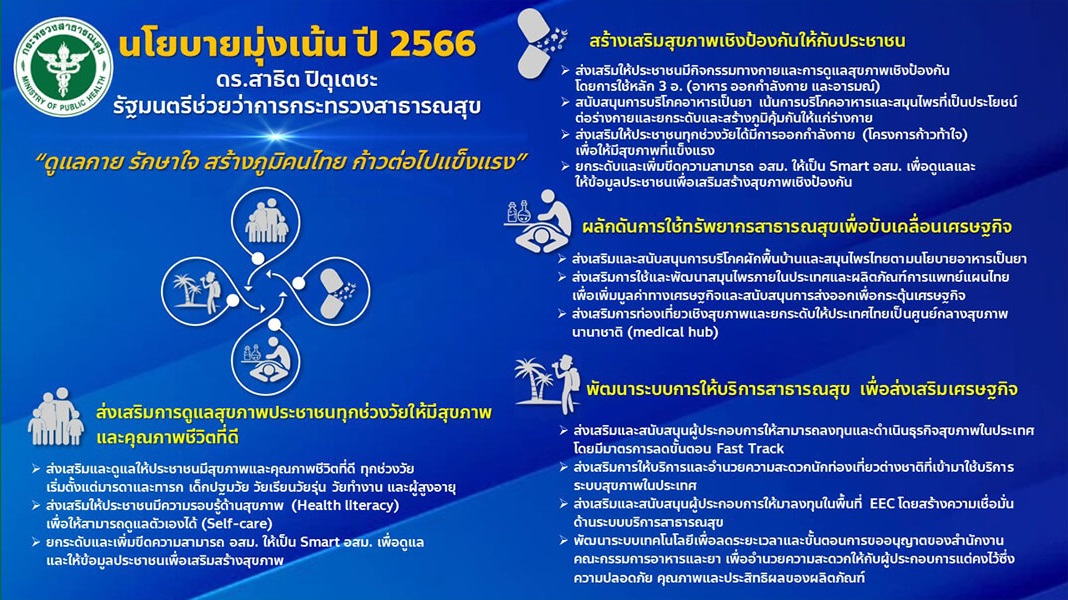 กระทรวงสาธารณสุข
MINISTRY OF PUBLIC HEALTH
นโยบายมุ่งเน้น ปี 2566
ดร.สาธิต ปิตุเตชะ
รัฐมนตรีช่วยว่าการกระทรวงสาธารณสุข
“ดูแลกาย รักษาใจ สร้างภูมิคนไทย ก้าวต่อไปแข็งแรง”
ส่งเสริมการดูแลสุขภาพประชาชนทุกช่วงวัยให้มีสุขภาพ
และคุณภาพชีวิตที่ดี
➢ ส่งเสริมและดูแลให้ประชาชนมีสุขภาพและคุณภาพชีวิตที่ดี ทุกช่วงวัย
เริ่มตั้งแต่มารดาและทารก เด็กปฐมวัย วัยเรียนวัยรุ่น วัยทำงาน และผู้สูงอายุ
➢ ส่งเสริมให้ประชาชนมีความรอบรู้ด้านสุขภาพ (Health literacy)
เพื่อให้สามารถดูแลตัวเองได้ (Self-care)
➢ ยกระดับและเพิ่มขีดความสามารถ อสม. ให้เป็น Smart อสม. เพื่อดูแล
และให้ข้อมูลประชาชนเพื่อเสริมสร้างสุขภาพ
สร้างเสริมสุขภาพเชิงป้องกันให้กับประชาชน
➢ ส่งเสริมให้ประชาชนมีกิจกรรมทางกายและการดูแลสุขภาพเชิงป้องกัน
โดยการใช้หลัก 3 อ. (อาหาร ออกกำลังกาย และอารมณ์)
➢ สนับสนุนการบริโภคอาหารเป็นยา เน้นการบริโภคอาหารและสมุนไพรที่เป็นประโยชน์
ต่อร่างกายและยกระดับและสร้างภูมิคุ้มกันให้แก่ร่างกาย
➢ ส่งเสริมให้ประชาชนทุกช่วงวัยได้มีการออกกำลังกาย (โครงการก้าวท้าใจ)
เพื่อให้มีสุขภาพที่แข็งแรง
➢ ยกระดับและเพิ่มขีดความสามารถ อสม. ให้เป็น Smart อสม. เพื่อดูแลและ
ให้ข้อมูลประชาชนเพื่อเสริมสร้างสุขภาพเชิงป้องกัน
ผลักดันการใช้ทรัพยากรสาธารณสุขเพื่อขับเคลื่อนเศรษฐกิจ
➢ ส่งเสริมและสนับสนุนการบริโภคผักพื้นบ้านและสมุนไพรไทยตามนโยบายอาหารเป็นยา
➢ ส่งเสริมการใช้และพัฒนาสมุนไพรภายในประเทศและผลิตภัณฑ์การแพทย์แผนไทย
เพื่อเพิ่มมูลค่าทางเศรษฐกิจและสนับสนุนการส่งออกเพื่อกระตุ้นเศรษฐกิจ
➢ ส่งเสริมการท่องเที่ยวเชิงสุขภาพและยกระดับให้ประเทศไทยเป็นศูนย์กลางสุขภาพ
นานาชาติ (medical hub)
พัฒนาระบบการให้บริการสาธารณสุข เพื่อส่งเสริมเศรษฐกิจ
➢ ส่งเสริมและสนับสนุนผู้ประกอบการให้สามารถลงทุนและดำเนินธุรกิจสุขภาพในประเทศ
โดยมีมาตรการลดขั้นตอน Fast Track
➢ ส่งเสริมการให้บริการและอำนวยความสะดวกนักท่องเที่ยวต่างชาติที่เข้ามาใช้บริการ
ระบบสุขภาพในประเทศ
➢ ส่งเสริมและสนับสนุนผู้ประกอบการให้มาลงทุนในพื้นที่ EEC โดยสร้างความเชื่อมั่น
ด้านระบบบริการสาธารณสุข
➢ พัฒนาระบบเทคโนโลยีเพื่อลดระยะเวลาและขั้นตอนการขออนุญาตของสำนักงาน
คณะกรรมการอาหารและยา เพื่ออำนวยความสะดวกให้กับผู้ประกอบการแต่คงไว้ซึ่ง
ความปลอดภัย คุณภาพและประสิทธิผลของผลิตภัณฑ์